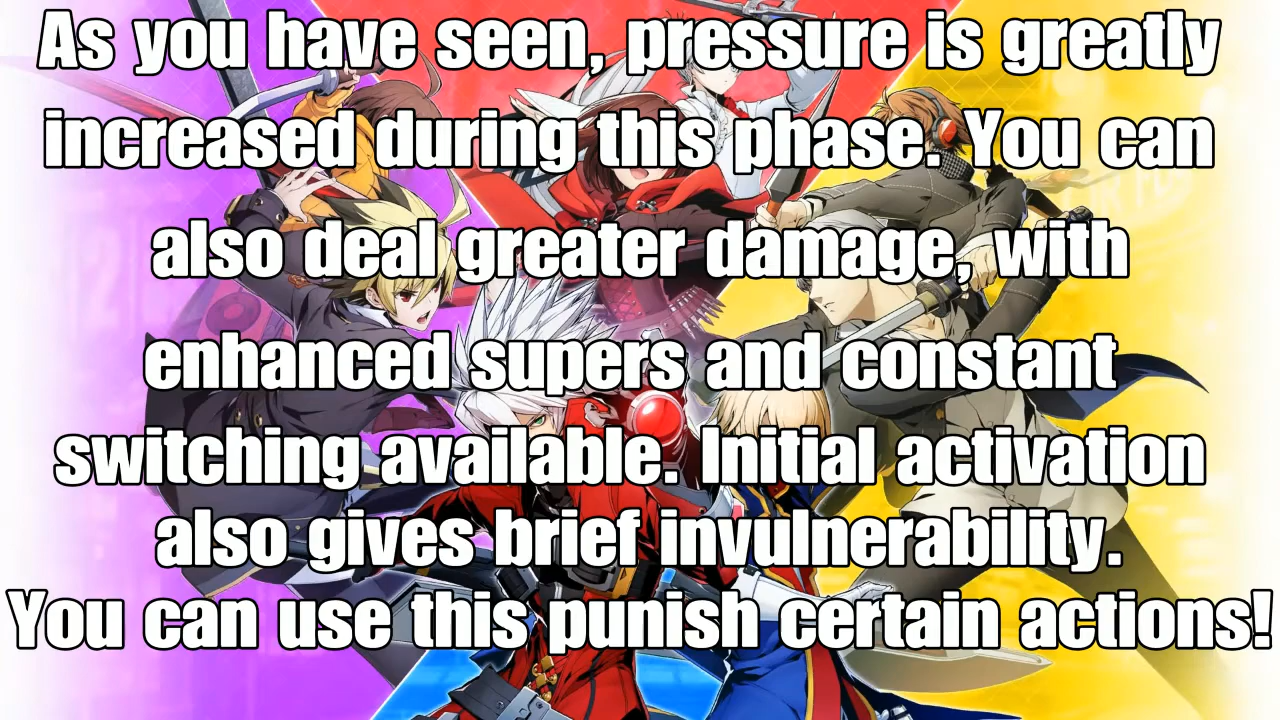 As you have seen, pressure is greatly
increased during this phase. You can
also deal greater damage, with
enhanced supers and constant
switching available. Initial activation
also gives brief invulnerability.
You can use this punish certain actions!